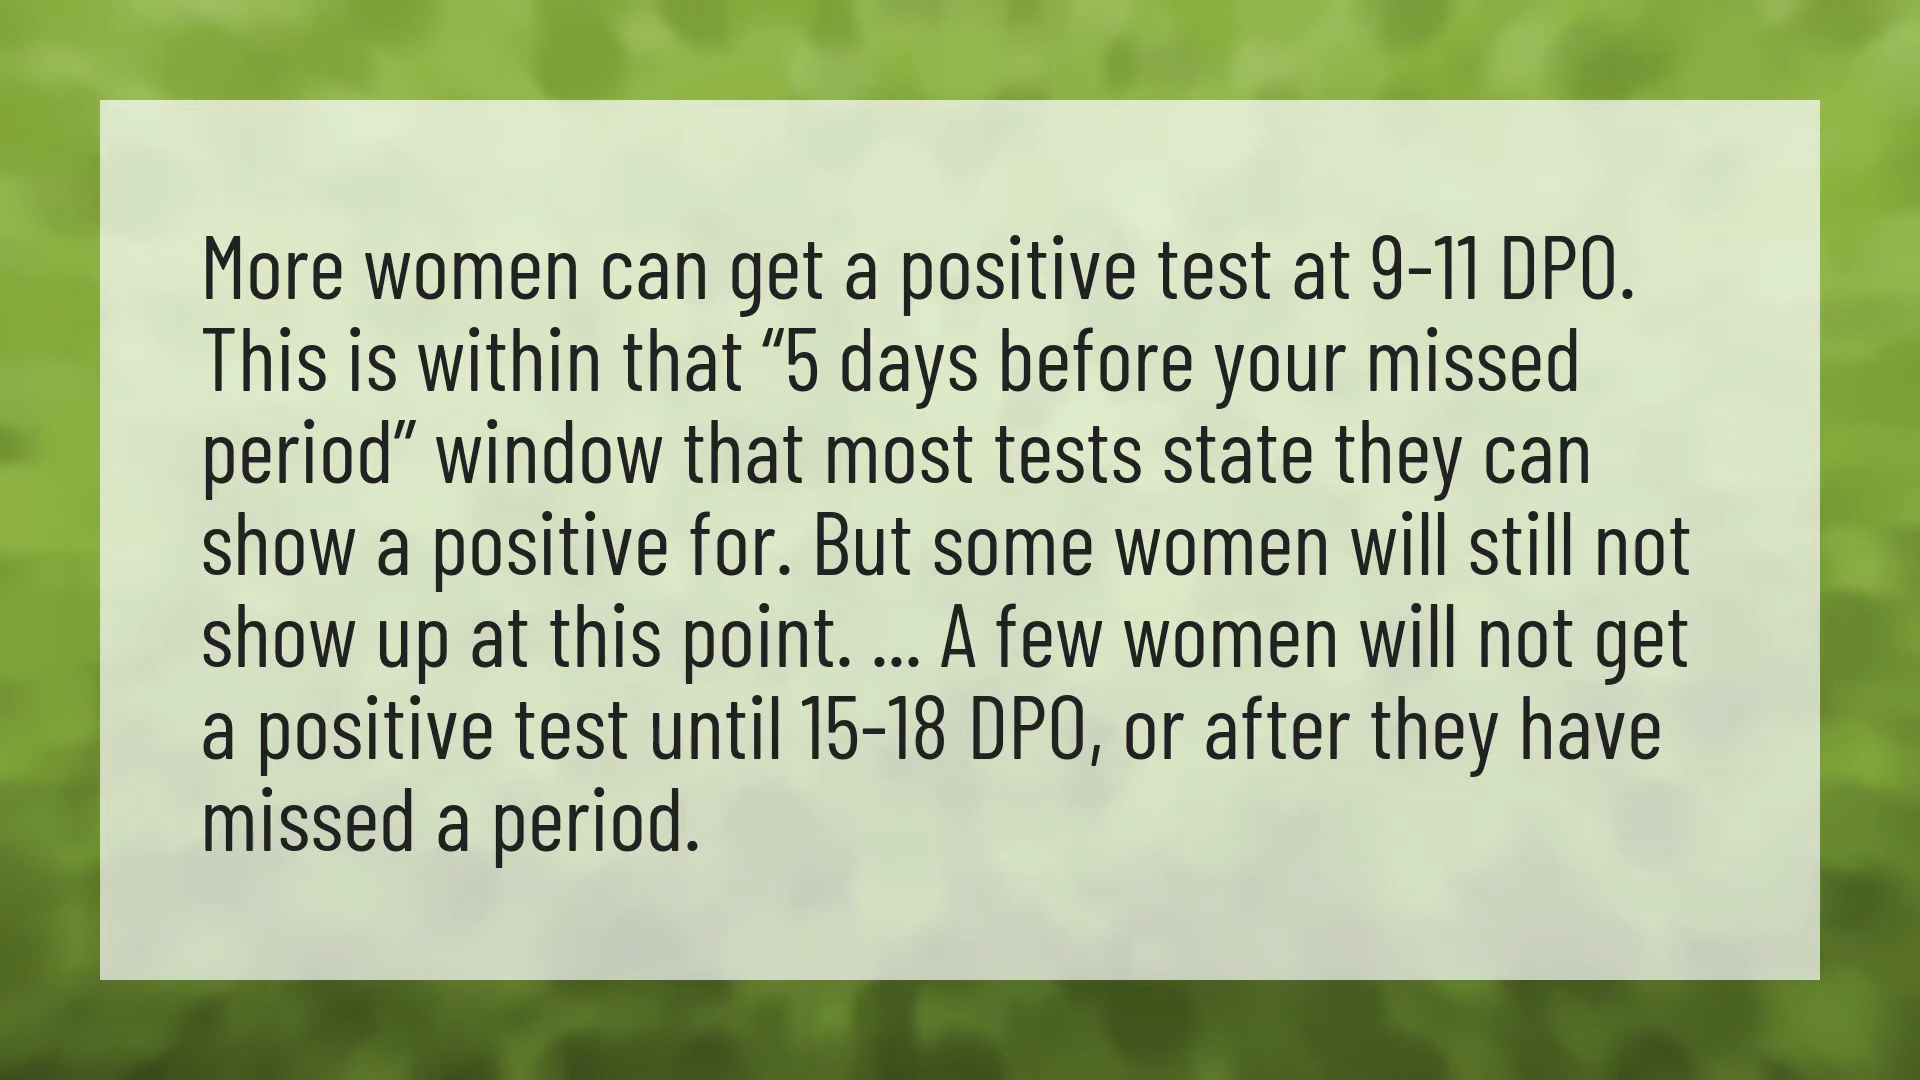 More women can get a positive test at 9-11 DPO.
This is within that “5 days before your missed
period” window that most tests state they can
show a positive for. But some women will still not
show up at this point. ... A few women will not get
a positive test until 15-18 DPO, or after they have
missed a period.